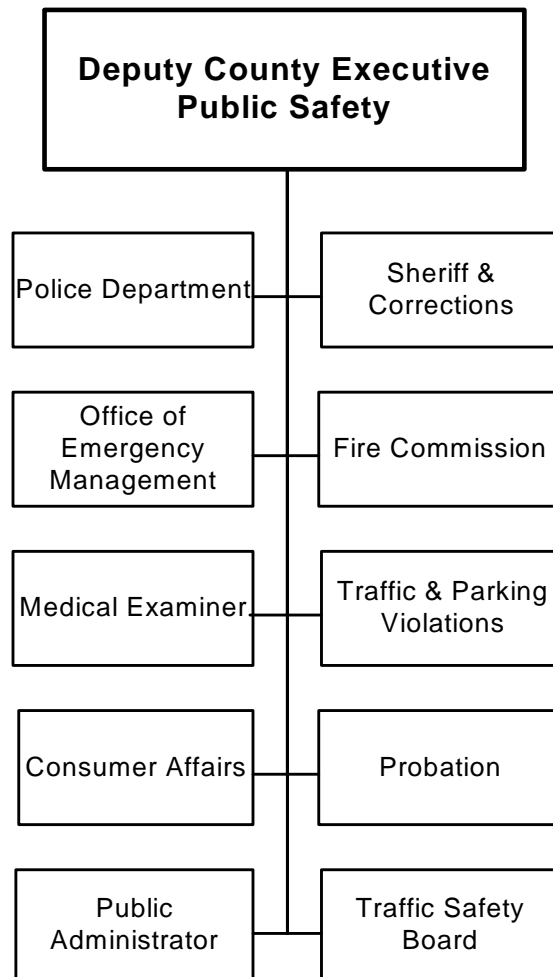 Deputy County Executive
Public Safety
Police Department
Sheriff &
Corrections
Office of
Emergency
Management
Fire Commission
Medical Examiner
Traffic & Parking
Violations
Consumer Affairs
Probation
Public
Administrator
Traffic Safety
Board